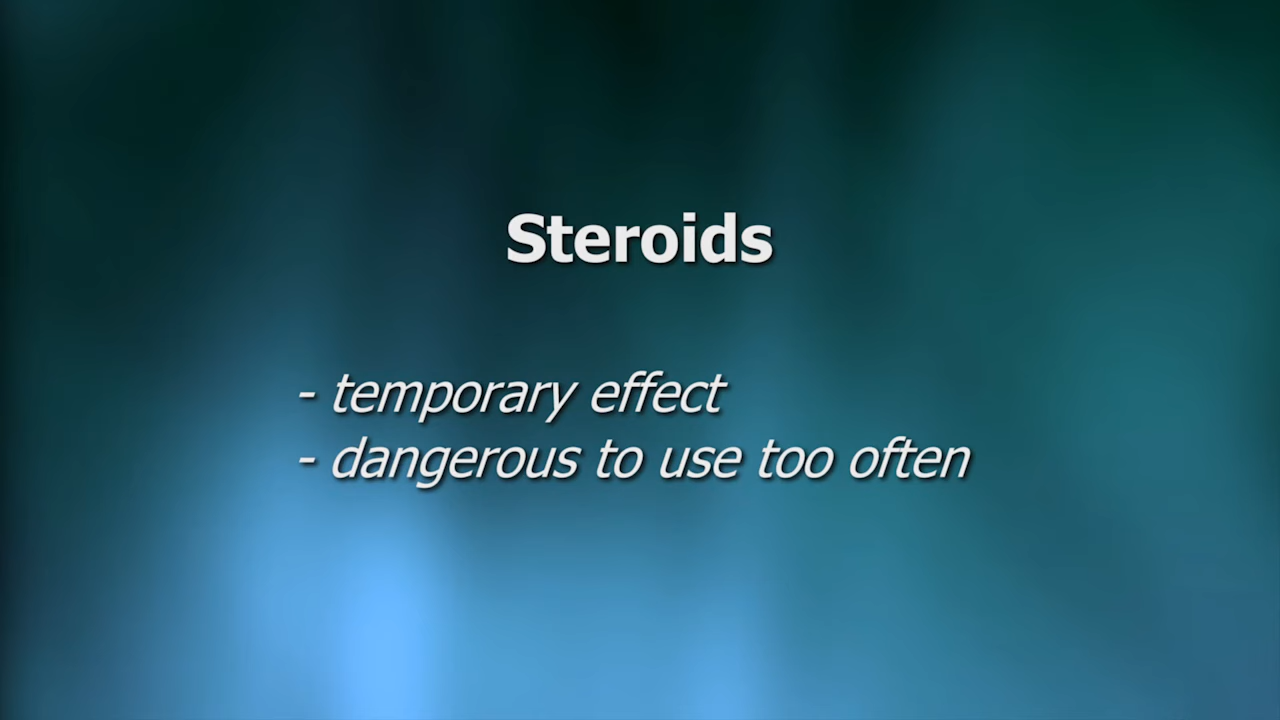 Steroids
- temporary effect
- dangerous to use too often